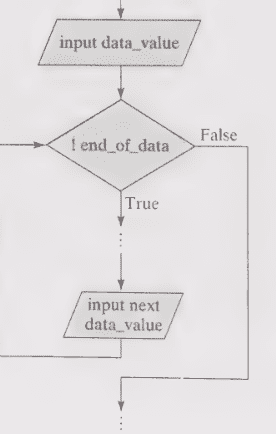 input data_value
! end_of_data
False
True
input next
data_value